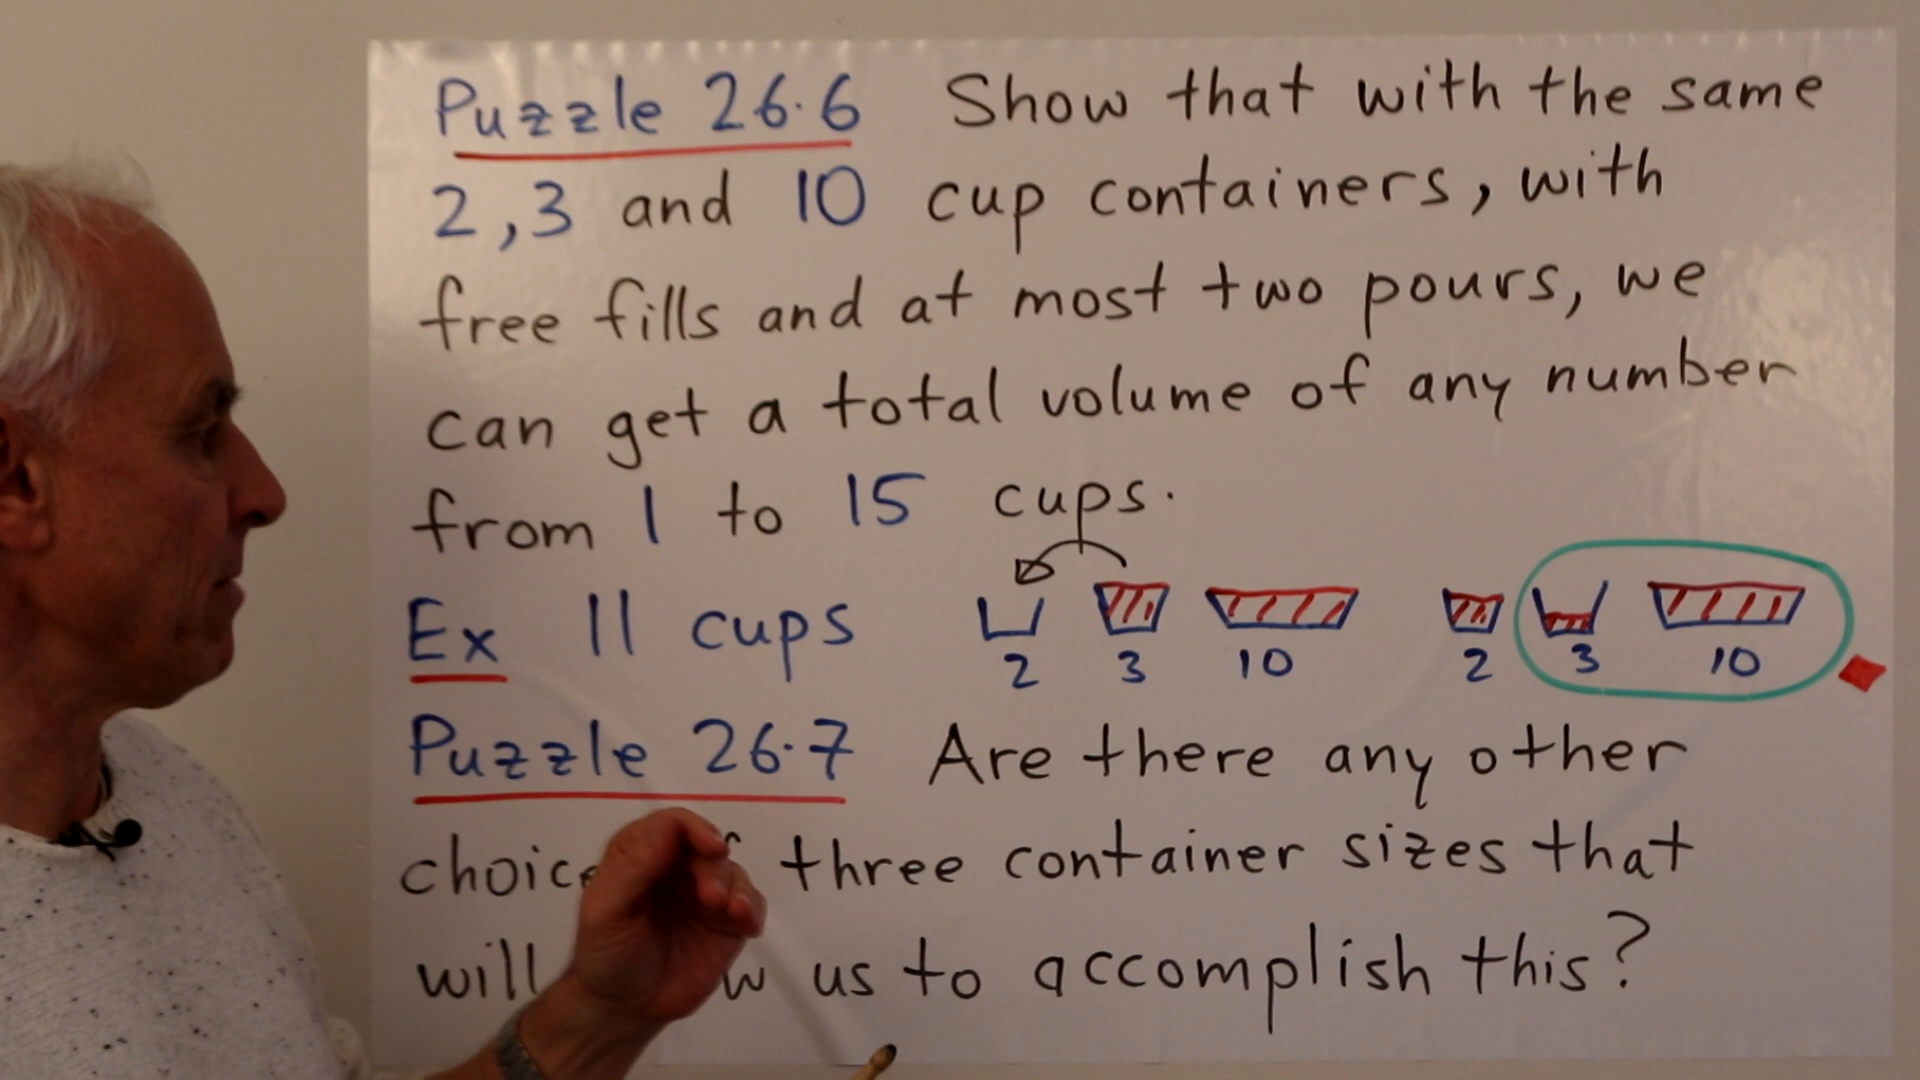 Puzzle 26.6 Show that with the same
2, 3 and 10 cup containers, with
free fills and at most two pours, we
can get a total volume of any number
from 1 to 15 cups.
Ex 11 cups
2 3 10 2 3 10
Puzzle 26.7 Are there any other
three container sizes that
us to accomplish this?